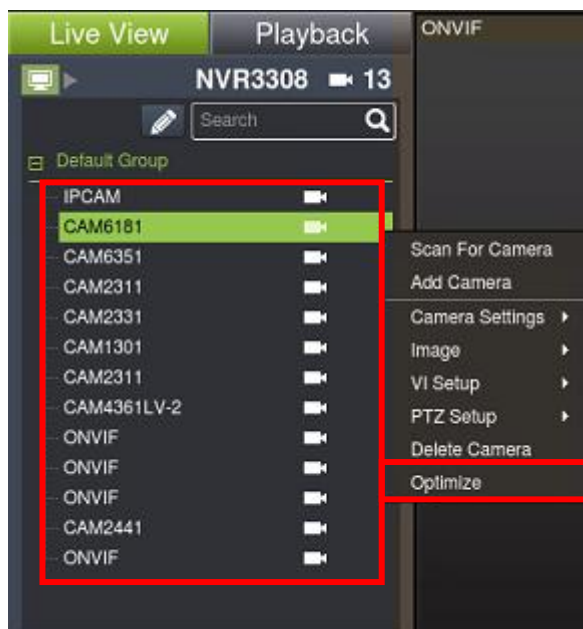 Live View
Playback
ONVIF
NVR3308 13
Search
Default Group
IPCAM
CAM6181
CAM6351
CAM2311
CAM2331
CAM1301
CAM2311
CAM4361LV-2
ONVIF
ONVIF
ONVIF
CAM2441
ONVIF
Scan For Camera
Add Camera
Camera Settings
Image
VI Setup
PTZ Setup
Delete Camera
Optimize